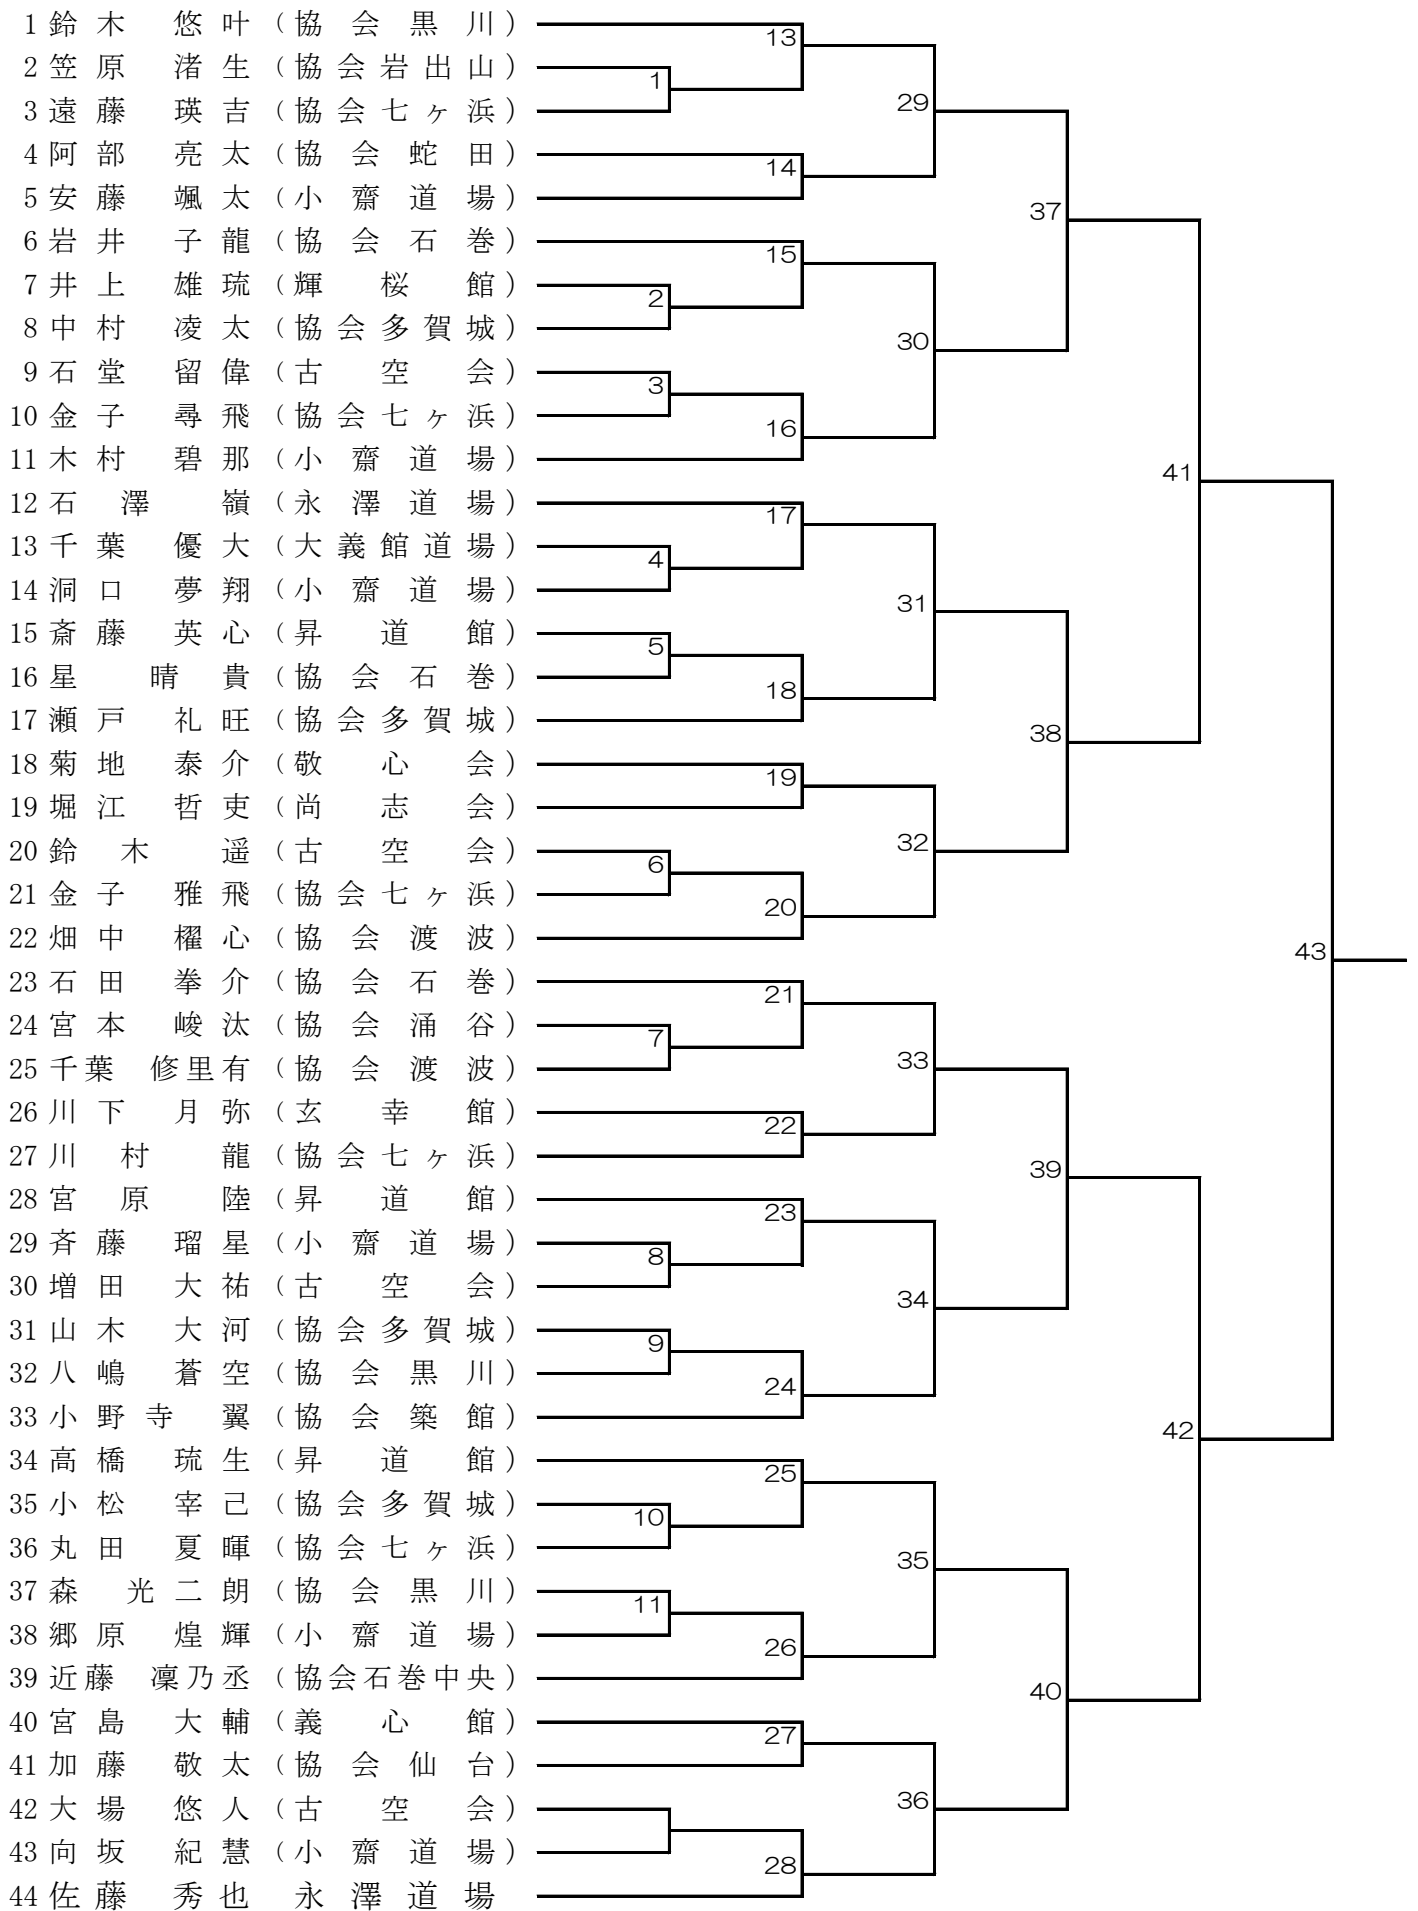 1 鈴木 悠叶 (協会黒川)
2 笠原 渚生 (協会岩出山)
3 遠藤 瑛吉 (協会七ヶ浜)
4 阿部 亮太 (協会蛇田)
5 安藤 颯太 (小齋道場)
6 岩井 子龍 (協会石巻)
7 井上 雄琉 (輝桜館)
8 中村 凌太 (協会多賀城)
9 石堂 留偉 (古空会)
10 金子 尋飛 (協会七ヶ浜)
11 木村 碧那 (小齋道場)
12 石澤 嶺 (永澤道場)
13 千葉 優大 (大義館道場)
14 洞口 夢翔 (小齋道場)
15 斎藤 英心 (昇道館)
16 星 晴貴 (協会石巻)
17 瀬戸 礼旺 (協会多賀城)
18 菊地 泰介 (敬心会)
19 堀江 哲吏 (尚志会)
20 鈴木 遥 (古空会)
21 金子 雅飛 (協会七ヶ浜)
22 畑中 櫂心 (協会渡波)
23 石田 拳介 (協会石巻)
24 宮本 峻汰 (協会涌谷)
25 千葉 修里有 (協会渡波)
26 川下 月弥 (玄幸館)
27 川村 龍 (協会七ヶ浜)
28 宮原 陸 (昇道館)
29 斉藤 瑠星 (小齋道場)
30 増田 大祐 (古空会)
31 山木 大河 (協会多賀城)
32 八嶋 蒼空 (協会黒川)
33 小野寺 翼 (協会築館)
34 高橋 琉生 (昇道館)
35 小松 宰己 (協会多賀城)
36 丸田 夏暉 (協会七ヶ浜)
37 森 光二朗 (協会黒川)
38 郷原 煌輝 (小齋道場)
39 近藤 凜乃丞 (協会石巻中央)
40 宮島 大輔 (義心館)
41 加藤 敬太 (協会仙台)
42 大場 悠人 (古空会)
43 向坂 紀慧 (小齋道場)
44 佐藤 秀也 永澤道場
1
2
3
4
5
6
7
8
9
10
11
13
14
15
16
17
18
19
20
21
22
23
24
25
26
27
28
29
30
31
32
33
34
35
36
37
38
39
40
41
42
43